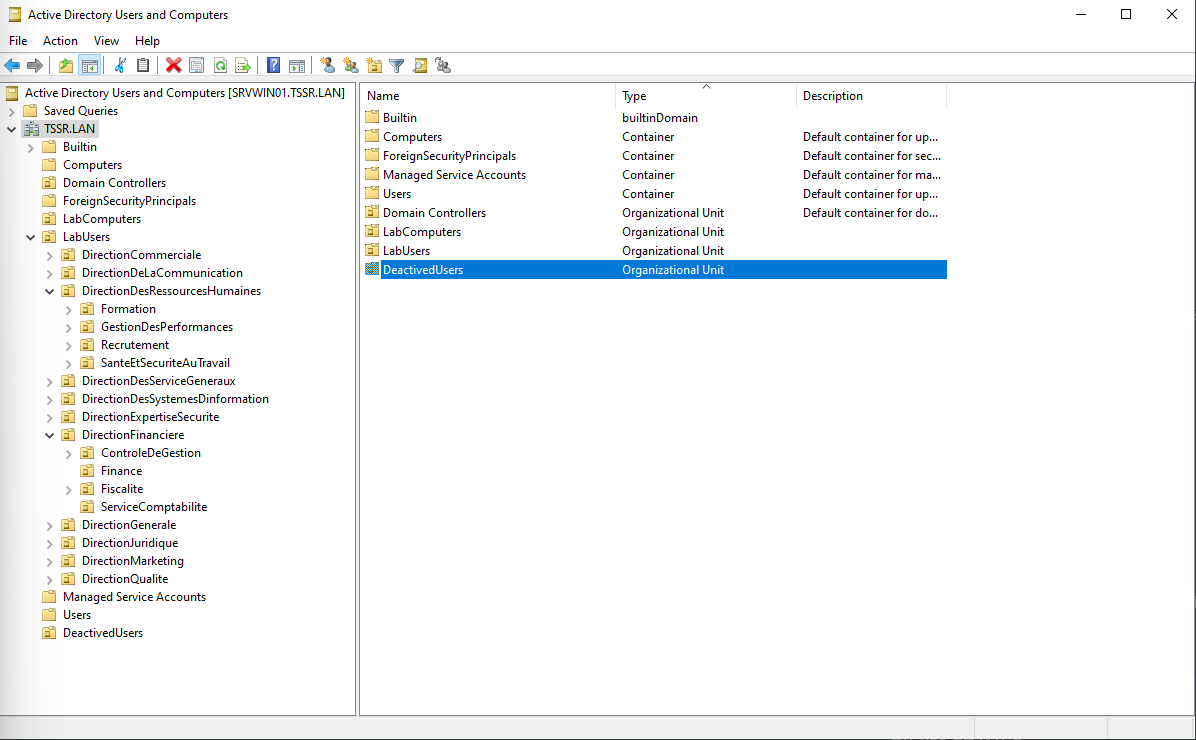 Active Directory Users and Computers
File Action View Help
Active Directory Users and Computers [SRVWIN01.TSSR.LAN]
Saved Queries
TSSR.LAN
Builtin
Computers
Domain Controllers
ForeignSecurityPrincipals
LabComputers
LabUsers
DirectionCommerciale
DirectionDeLaCommunication
DirectionDesRessourcesHumaines
Formation
GestionDesPerformances
Recrutement
SanteEtSecuriteAuTravail
DirectionDesServiceGeneraux
DirectionDesSystemesDinformation
DirectionExpertiseSecurite
DirectionFinanciere
ControleDeGestion
Finance
Fiscalite
ServiceComptabilite
DirectionGenerale
DirectionJuridique
DirectionMarketing
DirectionQualite
Managed Service Accounts
Users
DeactivedUsers
Name Type Description
Builtin builtinDomain
Computers Container Default container for up...
ForeignSecurityPrincipals Container Default container for sec...
Managed Service Accounts Container Default container for ma...
Users Container Default container for up...
Domain Controllers Organizational Unit Default container for do...
LabComputers Organizational Unit
LabUsers Organizational Unit
DeactivedUsers Organizational Unit